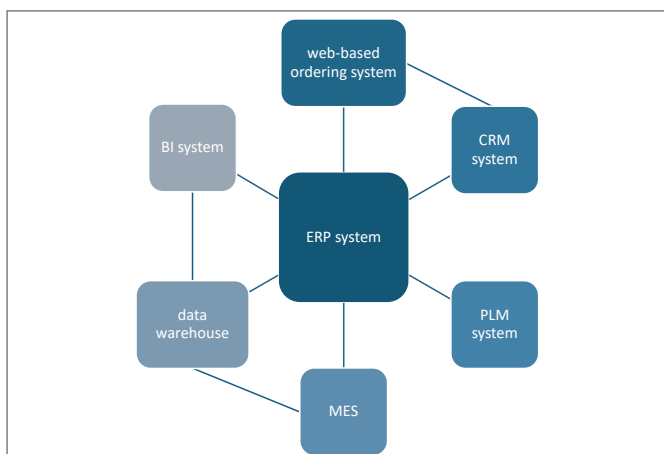 web-based
ordering system
BI system
CRM
system
ERP system
data
warehouse
PLM
system
MES